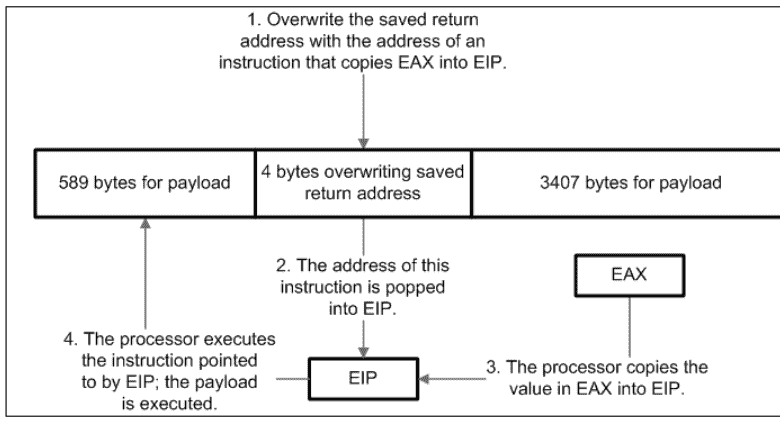 1. Overwrite the saved return
address with the address of an
instruction that copies EAX into EIP.
589 bytes for payload
4 bytes overwriting saved
return address
3407 bytes for payload
2. The address of this
instruction is popped
into EIP.
EAX
4. The processor executes
the instruction pointed
to by EIP; the payload
is executed.
EIP
3. The processor copies the
value in EAX into EIP.